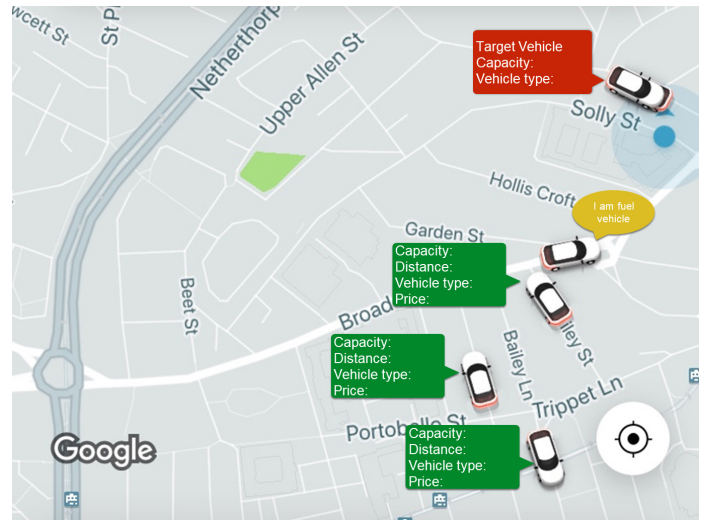 wcett St
St P
Netherthorp
Upper Allen St
Target Vehicle
Capacity:
Vehicle type:
Solly St
Hollis Croft
I am fuel
vehicle
Garden St
Capacity:
Distance:
Vehicle type:
Price:
Beet St
Broad
Bailey Ln
iley St
Capacity:
Distance:
Vehicle type:
Price:
Trippet Ln
Portobello St
Capacity:
Distance:
Vehicle type:
Price:
Google